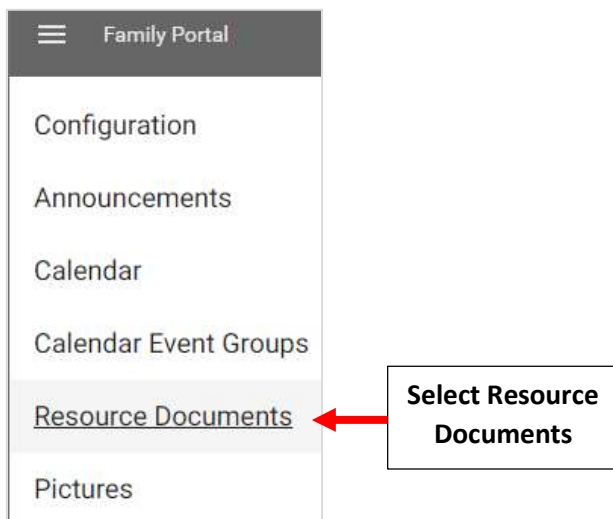 Family Portal
Configuration
Announcements
Calendar
Calendar Event Groups
Resource Documents
Select Resource
Documents
Pictures